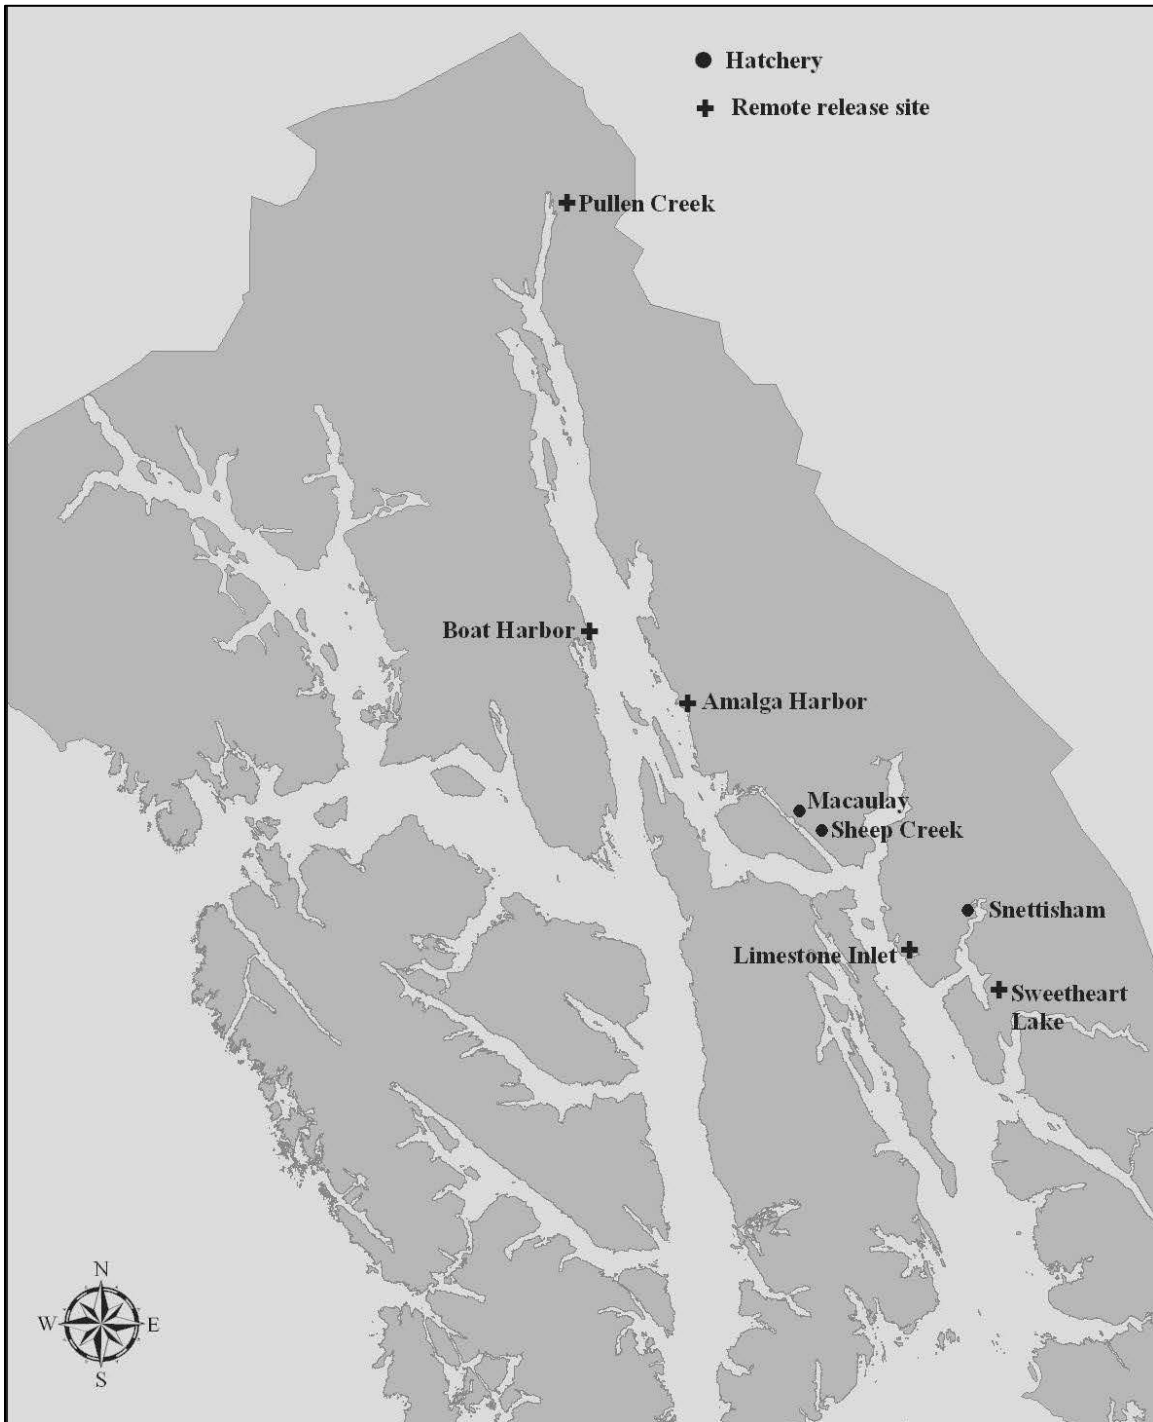 Hatchery
Remote release site
Pullen Creek
Boat Harbor
Amalga Harbor
Macaulay
Sheep Creek
Snettisham
Limestone Inlet
Sweetheart
Lake
N
W E
S